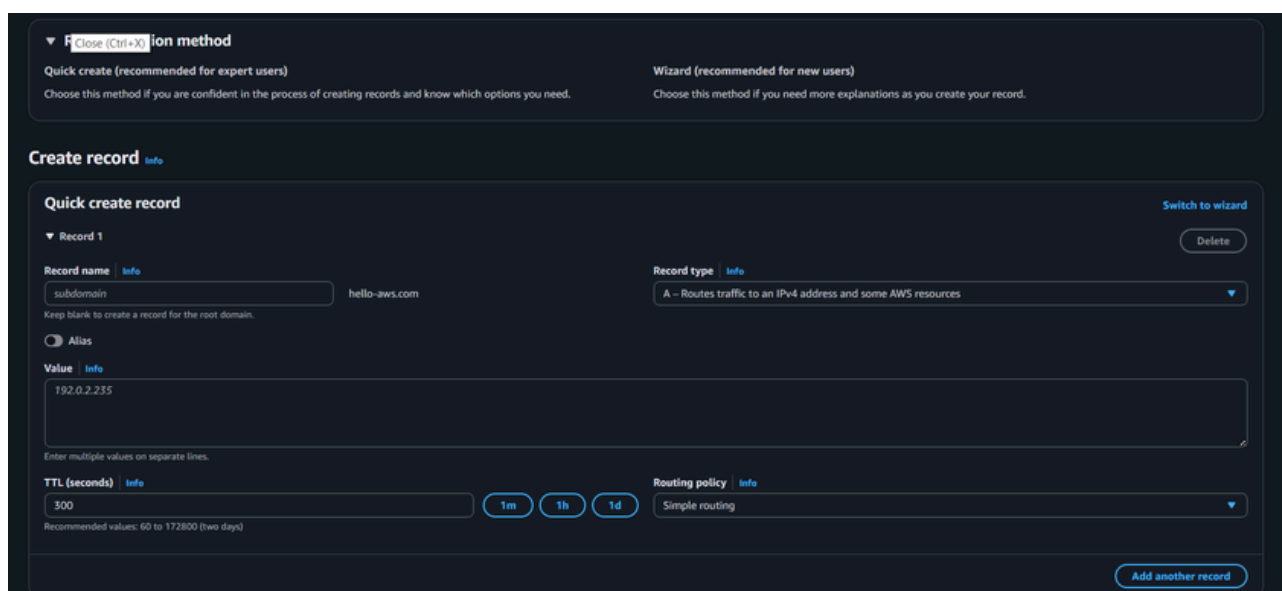 ▼ R
Close (Ctrl+X)
ion method
Quick create (recommended for expert users)
Choose this method if you are confident in the process of creating records and know which options you need.
Wizard (recommended for new users)
Choose this method if you need more explanations as you create your record.
Create record Info
Quick create record
Switch to wizard
▼ Record 1
Delete
Record name Info
subdomain
hello-aws.com
Keep blank to create a record for the root domain.
Record type Info
A – Routes traffic to an IPv4 address and some AWS resources
Alias
Value Info
192.0.2.235
Enter multiple values on separate lines.
TTL (seconds) Info
300
1m
1h
1d
Recommended values: 60 to 172800 (two days)
Routing policy Info
Simple routing
Add another record